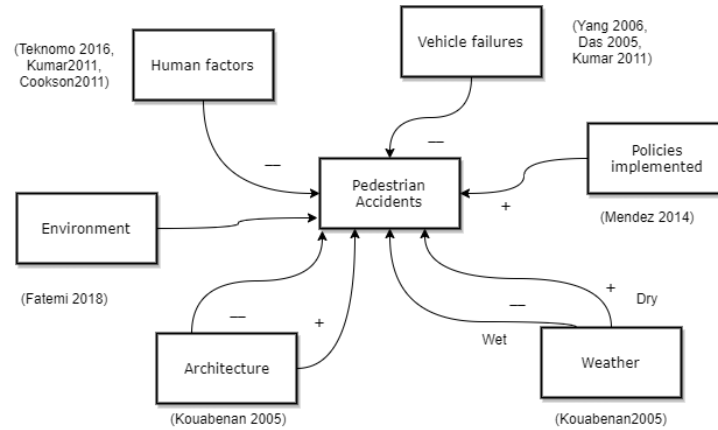 (Teknomo 2016,
Kumar2011,
Cookson2011)
Human factors
Vehicle failures
(Yang 2006,
Das 2005,
Kumar 2011)
—
—
Policies
implemented
Pedestrian
Accidents
+
(Mendez 2014)
Environment
(Fatemi 2018)
—
+
—
+
Dry
Wet
Architecture
Weather
(Kouabenan 2005)
(Kouabenan2005)